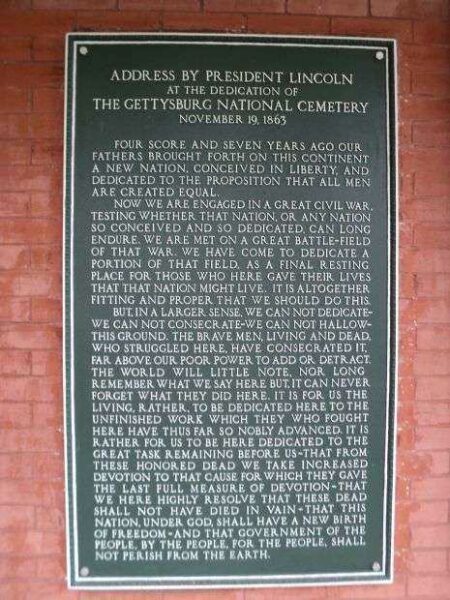 ADDRESS BY PRESIDENT LINCOLN
AT THE DEDICATION OF
THE GETTYSBURG NATIONAL CEMETERY
NOVEMBER 19, 1863
FOUR SCORE AND SEVEN YEARS AGO OUR
FATHERS BROUGHT FORTH ON THIS CONTINENT
A NEW NATION, CONCEIVED IN LIBERTY, AND
DEDICATED TO THE PROPOSITION THAT ALL MEN
ARE CREATED EQUAL.
NOW WE ARE ENGAGED IN A GREAT CIVIL WAR,
TESTING WHETHER THAT NATION, OR ANY NATION
SO CONCEIVED AND SO DEDICATED, CAN LONG
ENDURE. WE ARE MET ON A GREAT BATTLE-FIELD
OF THAT WAR. WE HAVE COME TO DEDICATE A
PORTION OF THAT FIELD, AS A FINAL RESTING
PLACE FOR THOSE WHO HERE GAVE THEIR LIVES
THAT THAT NATION MIGHT LIVE. IT IS ALTOGETHER
FITTING AND PROPER THAT WE SHOULD DO THIS.
BUT, IN A LARGER SENSE, WE CAN NOT DEDICATE-
WE CAN NOT CONSECRATE-WE CAN NOT HALLOW-
THIS GROUND. THE BRAVE MEN, LIVING AND DEAD,
WHO STRUGGLED HERE, HAVE CONSECRATED IT,
FAR ABOVE OUR POOR POWER TO ADD OR DETRACT.
THE WORLD WILL LITTLE NOTE, NOR LONG
REMEMBER WHAT WE SAY HERE BUT, IT CAN NEVER
FORGET WHAT THEY DID HERE. IT IS FOR US THE
LIVING, RATHER, TO BE DEDICATED HERE TO THE
UNFINISHED WORK WHICH THEY WHO FOUGHT
HERE HAVE THUS FAR SO NOBLY ADVANCED. IT IS
RATHER FOR US TO BE HERE DEDICATED TO THE
GREAT TASK REMAINING BEFORE US-THAT FROM
THESE HONORED DEAD WE TAKE INCREASED
DEVOTION TO THAT CAUSE FOR WHICH THEY GAVE
THE LAST FULL MEASURE OF DEVOTION-THAT
WE HERE HIGHLY RESOLVE THAT THESE DEAD
SHALL NOT HAVE DIED IN VAIN-THAT THIS
NATION, UNDER GOD, SHALL HAVE A NEW BIRTH
OF FREEDOM-AND THAT GOVERNMENT OF THE
PEOPLE, BY THE PEOPLE, FOR THE PEOPLE, SHALL
NOT PERISH FROM THE EARTH.